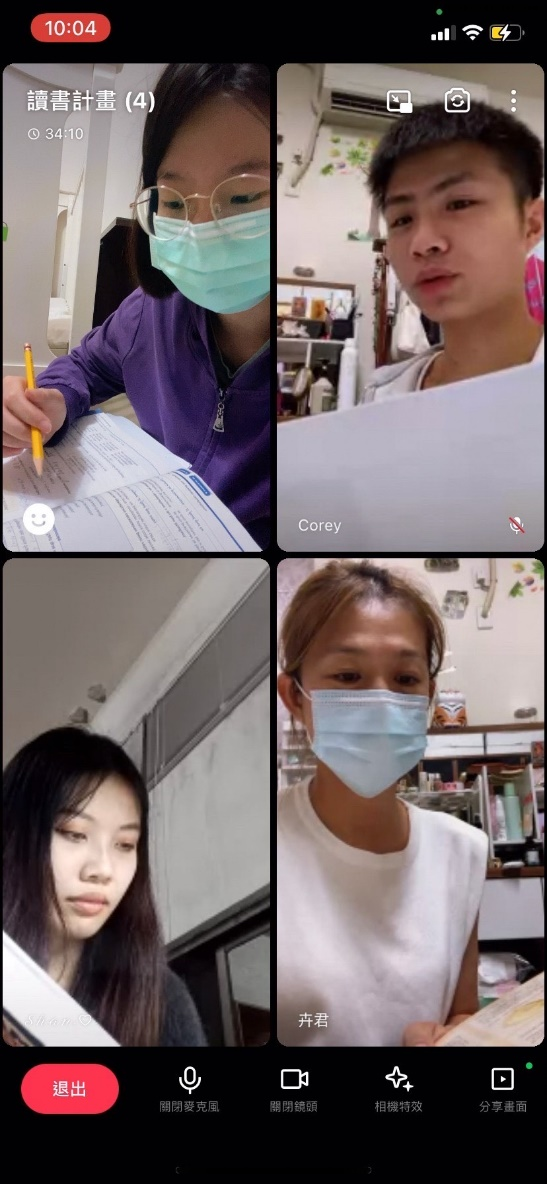 10:04
讀書計畫 (4)
34:10
Corey
卉君
退出
關閉麥克風
關閉鏡頭
相機特效
分享畫面